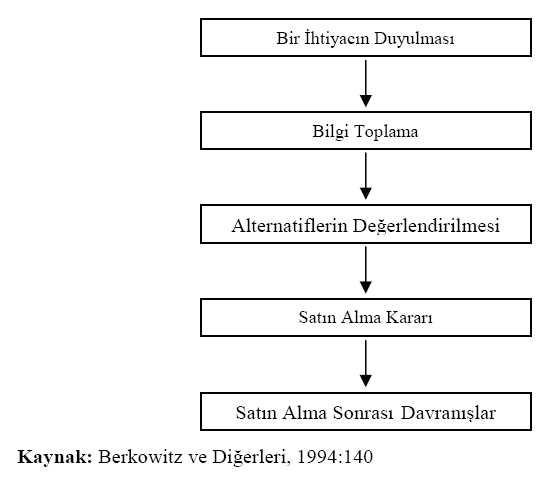 Bir İhtiyacın Duyulması
Bilgi Toplama
Alternatiflerin Değerlendirilmesi
Satın Alma Kararı
Satın Alma Sonrası Davranışlar
Kaynak: Berkowitz ve Diğerleri, 1994:140